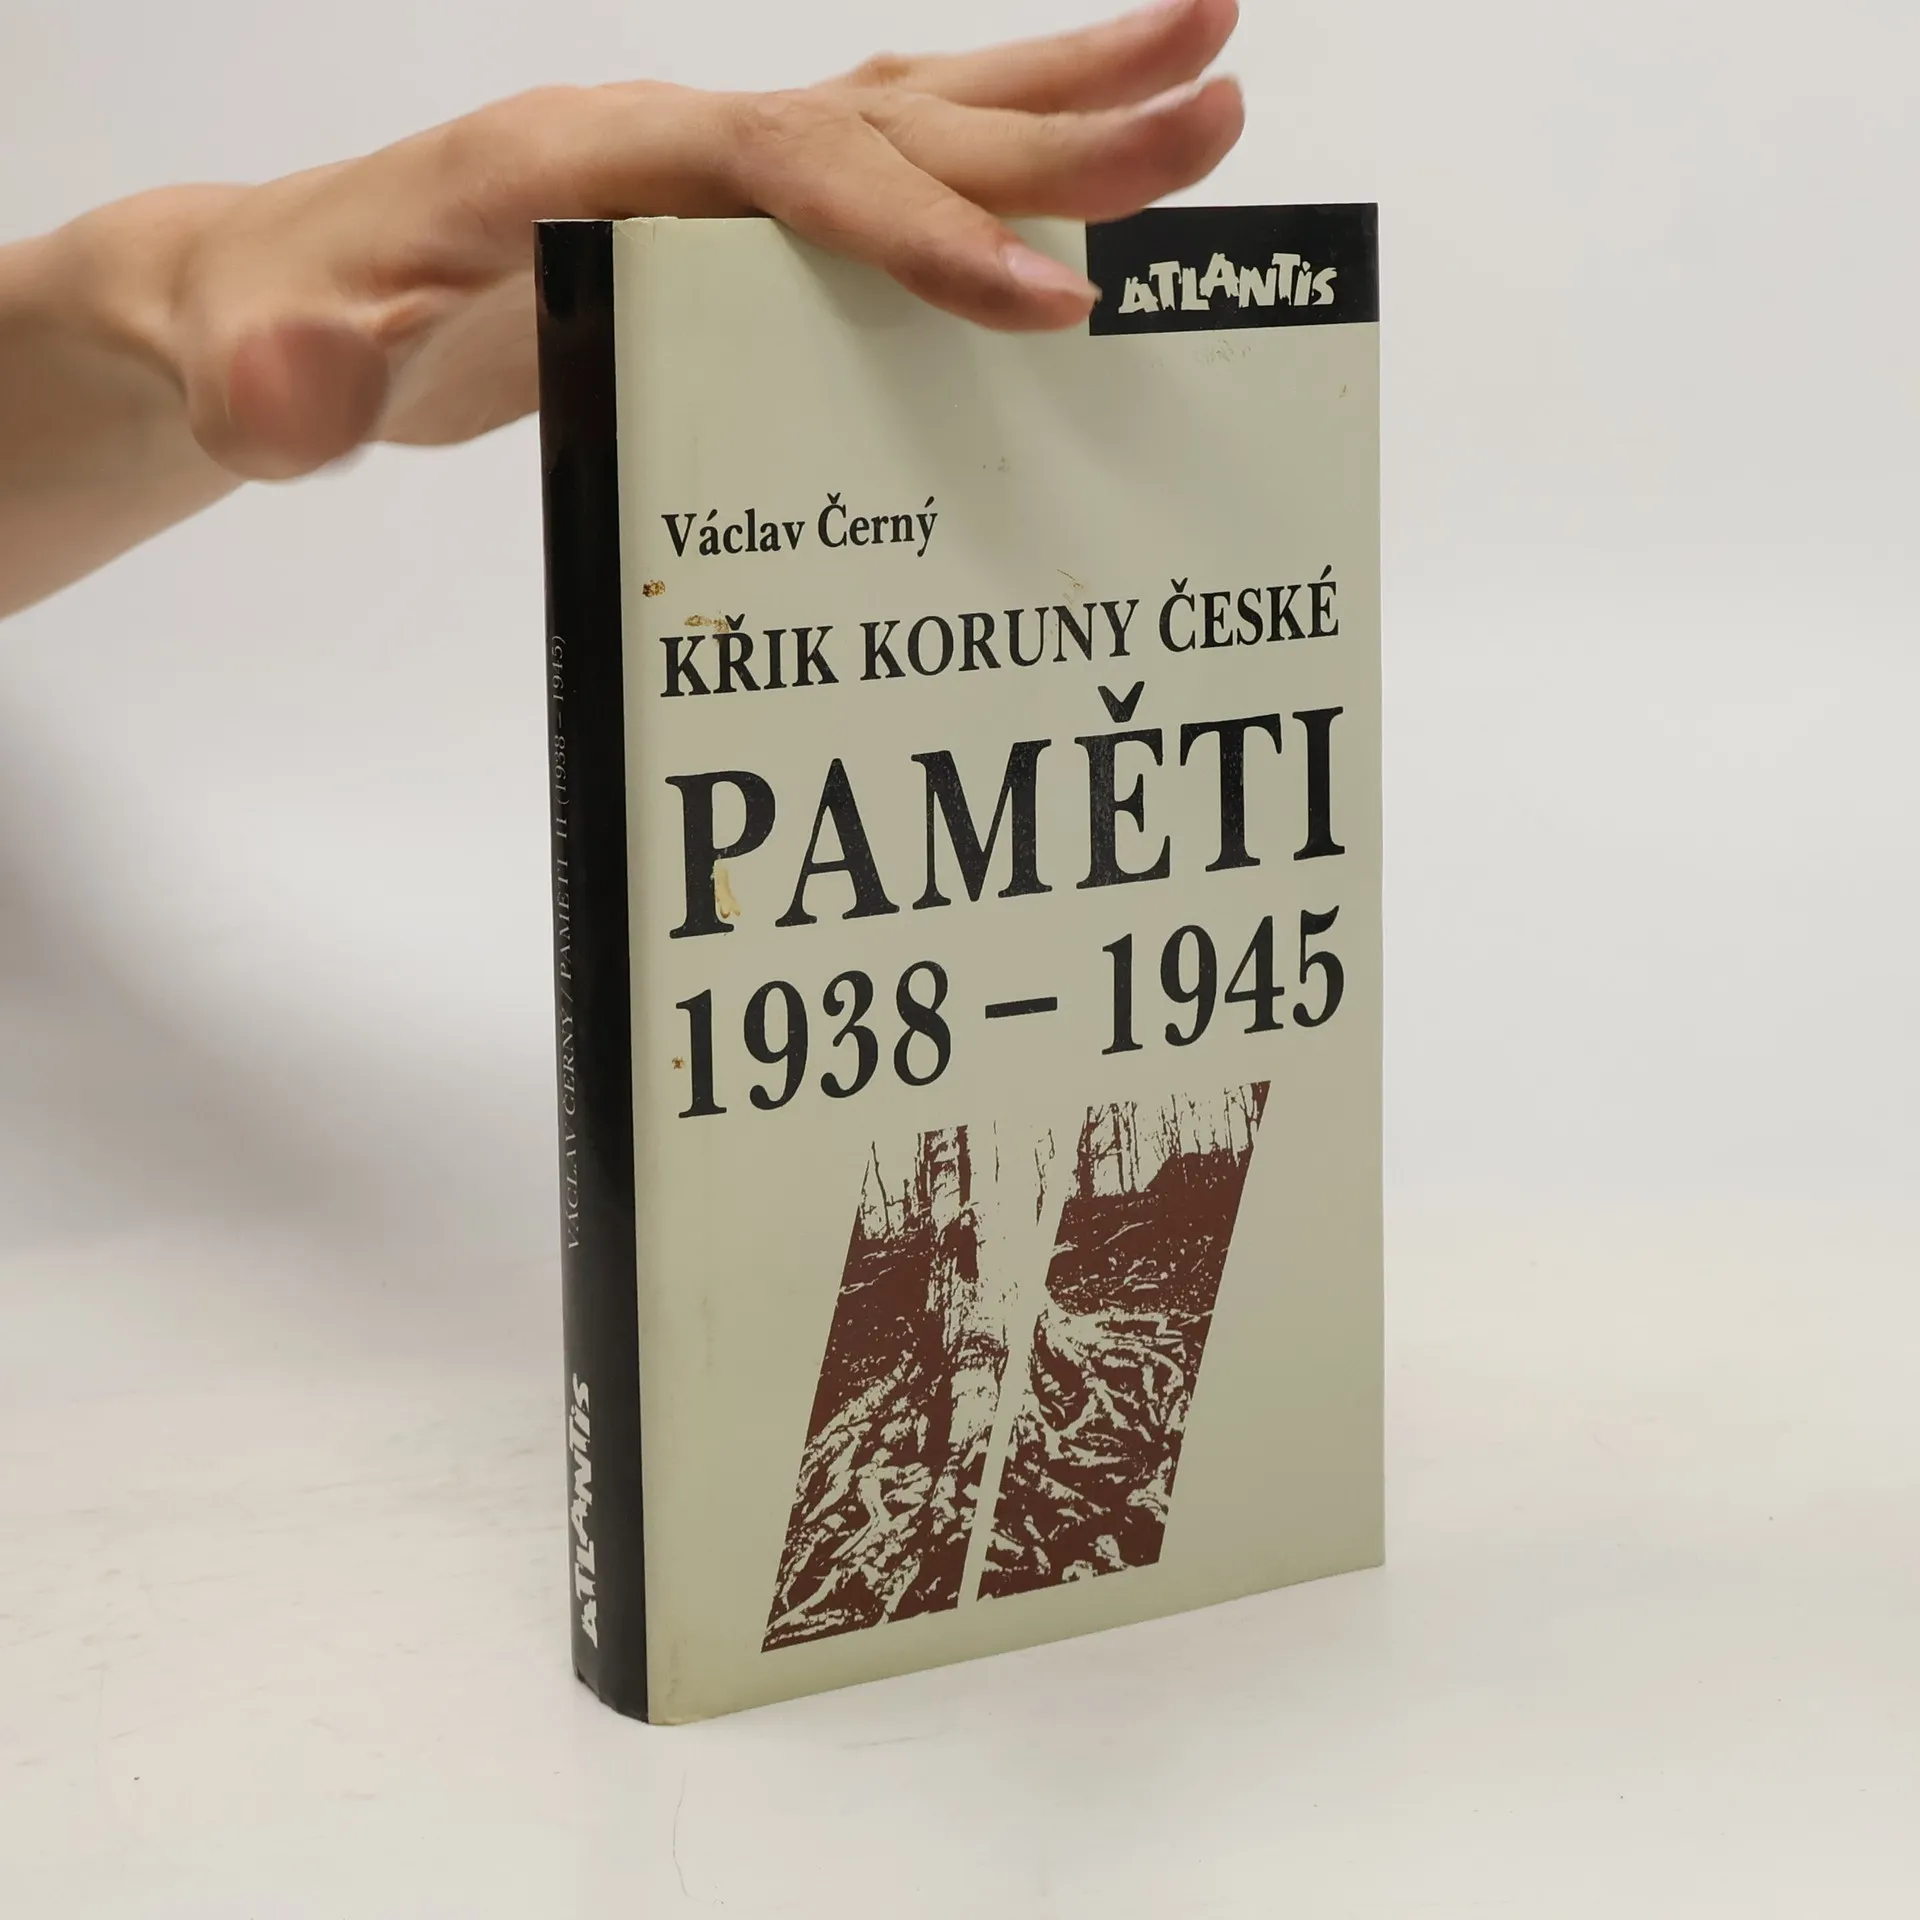 ATLANTIS
Václav Černý
KŘIK KORUNY ČESKÉ
PAMĚTI
1938 – 1945
VÁCLAV ČERNÝ / PAMĚTI II (1938 – 1945)
ATLANTIS